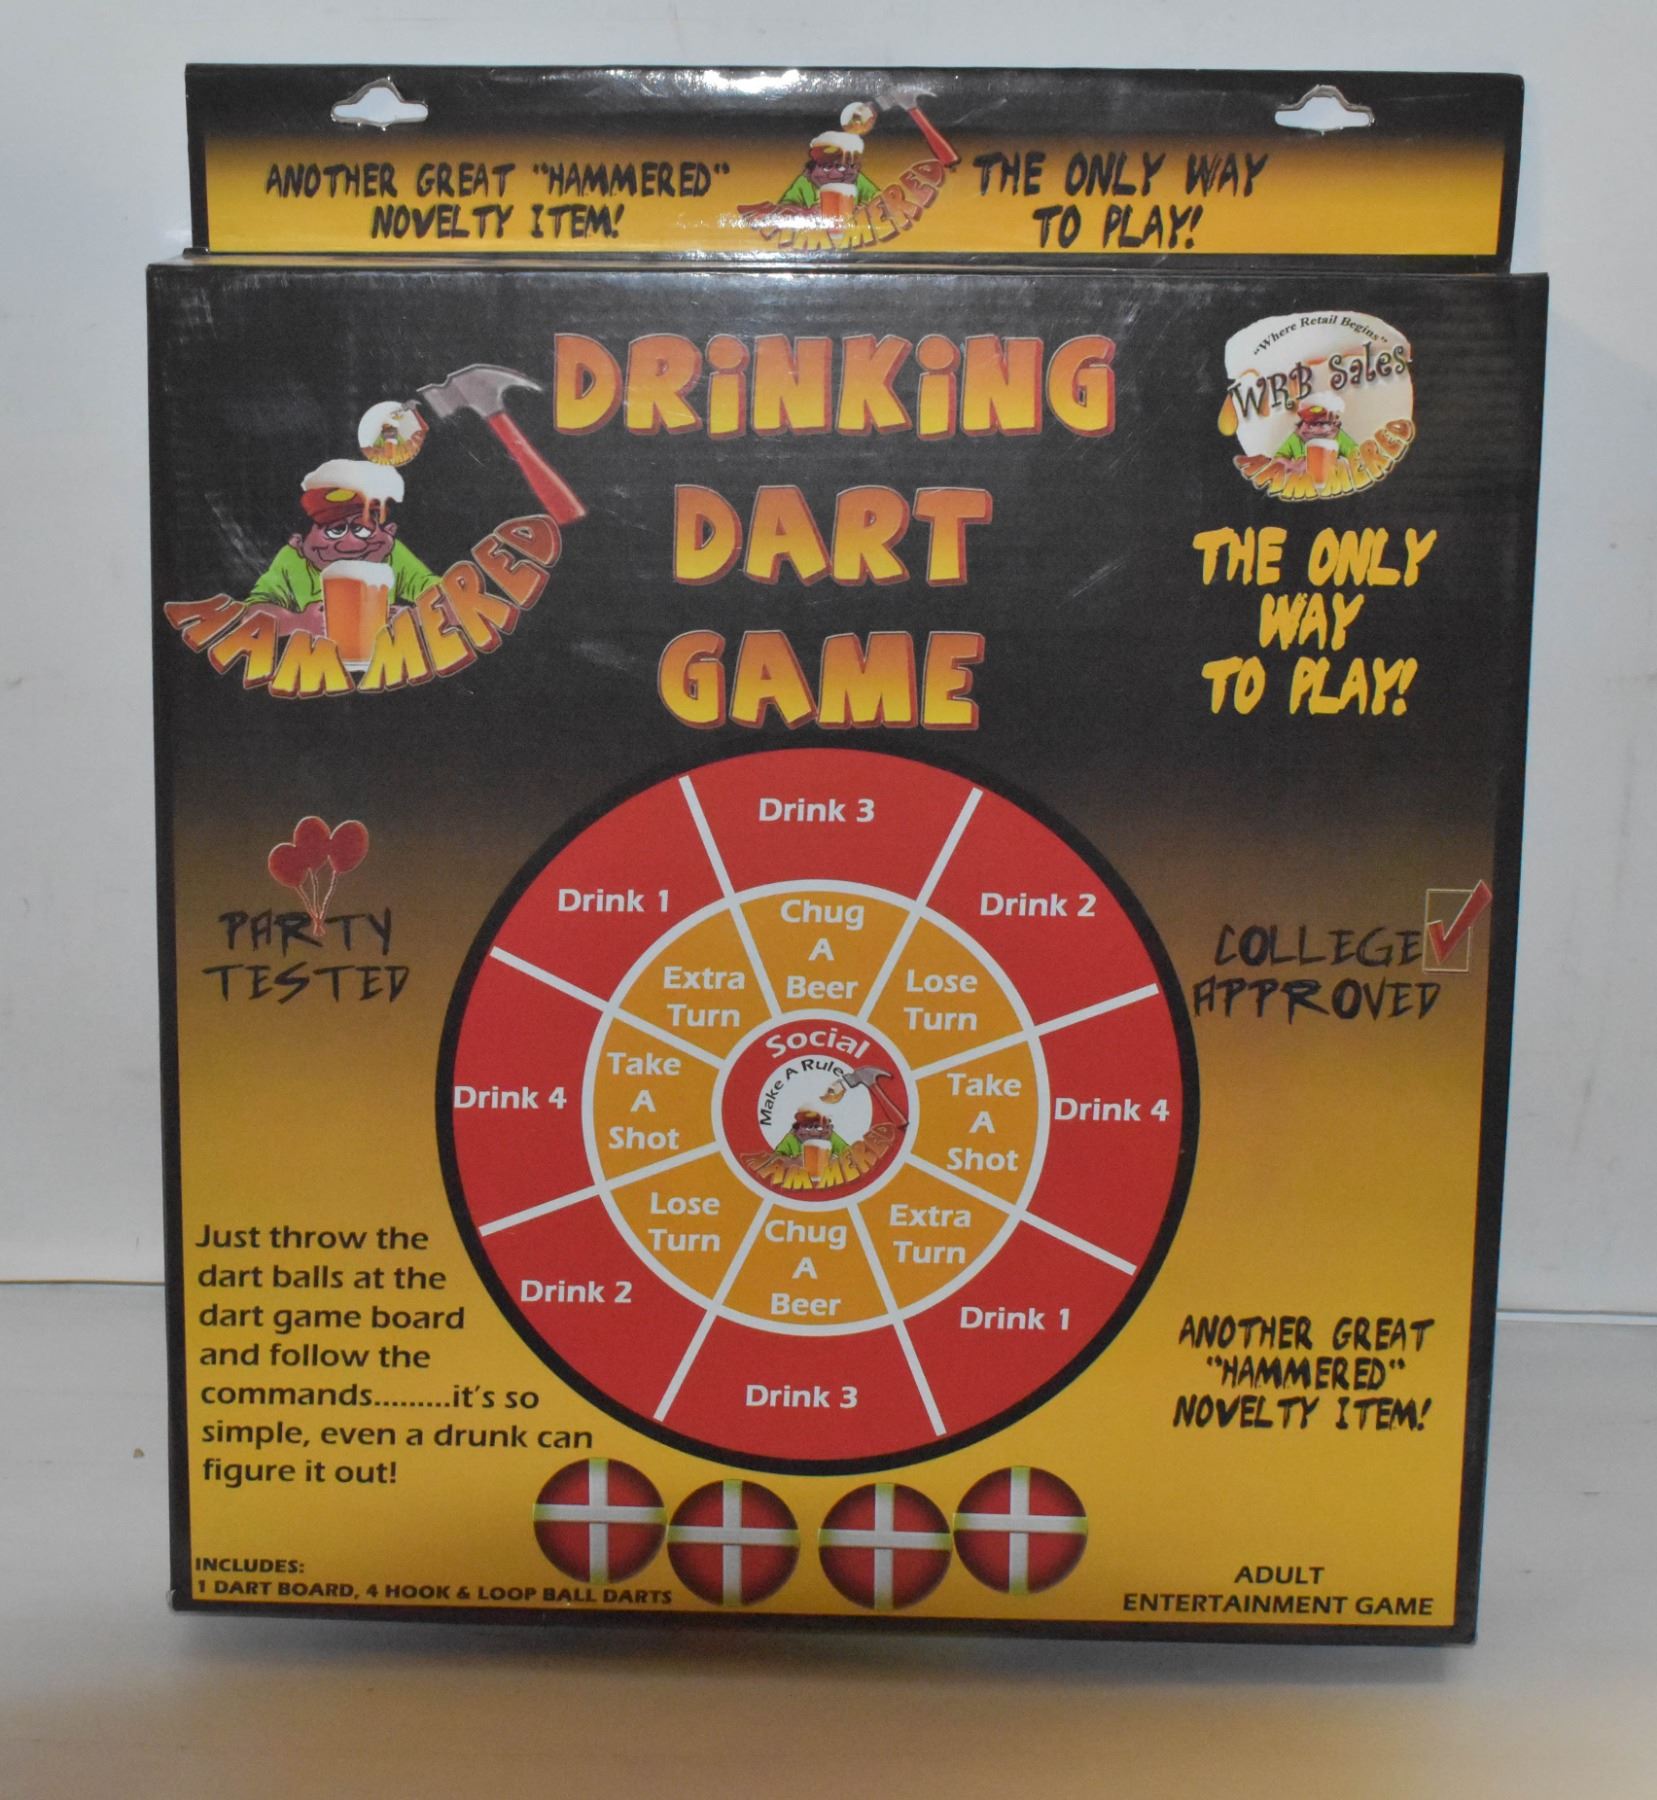 ANOTHER GREAT "HAMMERED"
NOVELTY ITEM!
HAMMERED
THE ONLY WAY
TO PLAY!
DRiNKiNG
DART
GAME
HAMMERED
"Where Retail Begins"
WRB Sales
HAMMERED
THE ONLY
WAY
TO PLAY!
PARTY
TESTED
COLLEGE
APPROVED
Drink 3
Drink 1
Drink 2
Chug
A
Beer
Extra
Turn
Lose
Turn
Social
Make A Rule
HAMMERED
Drink 4
Take
A
Shot
Take
A
Shot
Drink 4
Lose
Turn
Chug
A
Beer
Extra
Turn
Drink 2
Drink 1
Drink 3
Just throw the
dart balls at the
dart game board
and follow the
commands.........it's so
simple, even a drunk can
figure it out!
ANOTHER GREAT
"HAMMERED"
NOVELTY ITEM!
INCLUDES:
1 DART BOARD, 4 HOOK & LOOP BALL DARTS
ADULT
ENTERTAINMENT GAME